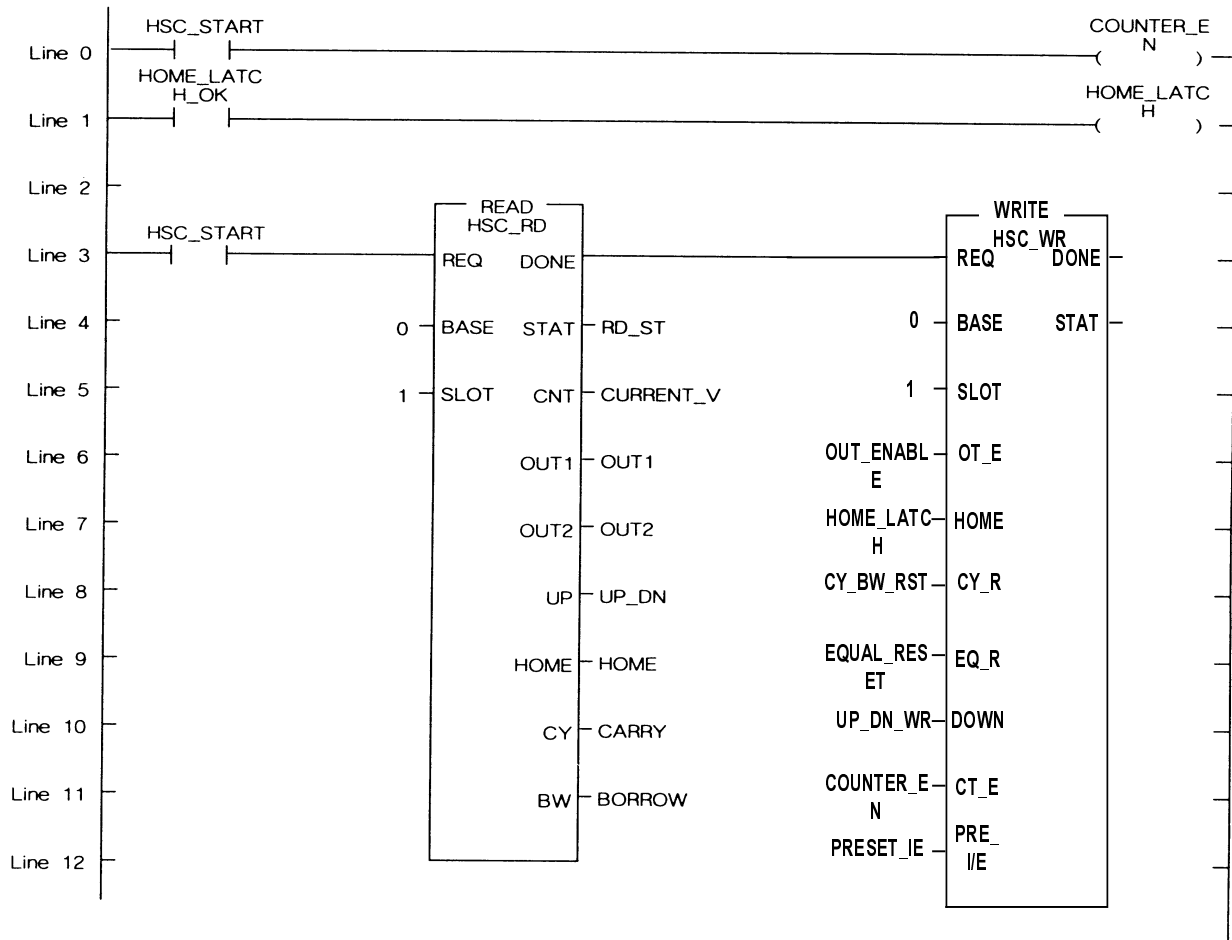 HSC_START
COUNTER_E
N
Line 0
( )
HOME_LATC
H_OK
HOME_LATC
H
Line 1
( )
Line 2
READ
HSC_RD
WRITE
HSC_WR
HSC_START
Line 3
REQ DONE
REQ DONE
Line 4
0 BASE STAT RD_ST
0 BASE STAT
Line 5
1 SLOT CNT CURRENT_V
1 SLOT
Line 6
OUT1 OUT1
OUT_ENABL OT_E
E
Line 7
OUT2 OUT2
HOME_LATC HOME
H
Line 8
UP UP_DN
CY_BW_RST CY_R
Line 9
HOME HOME
EQUAL_RES EQ_R
ET
Line 10
CY CARRY
UP_DN_WR DOWN
Line 11
BW BORROW
COUNTER_E CT_E
N
Line 12
PRESET_IE PRE_
I/E